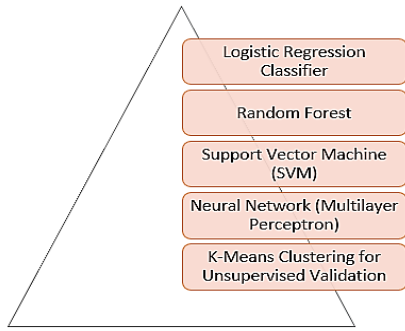 Logistic Regression
Classifier
Random Forest
Support Vector Machine
(SVM)
Neural Network (Multilayer
Perceptron)
K-Means Clustering for
Unsupervised Validation